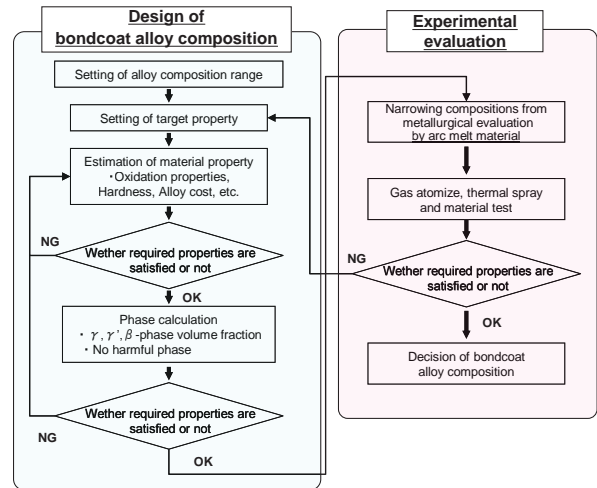 Design of
bondcoat alloy composition
Setting of alloy composition range
Setting of target property
Estimation of material property
・Oxidation properties,
Hardness, Alloy cost, etc.
NG
Wether required properties are
satisfied or not
OK
Phase calculation
・ γ, γ', β -phase volume fraction
・No harmful phase
Wether required properties are
satisfied or not
NG
OK
Experimental
evaluation
Narrowing compositions from
metallurgical evaluation
by arc melt material
Gas atomize, thermal spray
and material test
NG
Wether required properties are
satisfied or not
OK
Decision of bondcoat
alloy composition